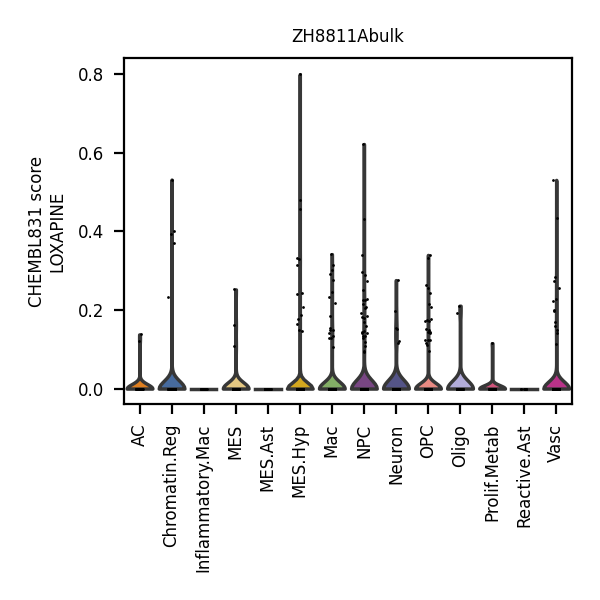 ZH8811Abulk
CHEMBL831 score
LOXAPINE
0.8
0.6
0.4
0.2
0.0
AC
Chromatin.Reg
Inflammatory.Mac
MES
MES.Ast
MES.Hyp
Mac
NPC
Neuron
OPC
Oligo
Prolif.Metab
Reactive.Ast
Vasc